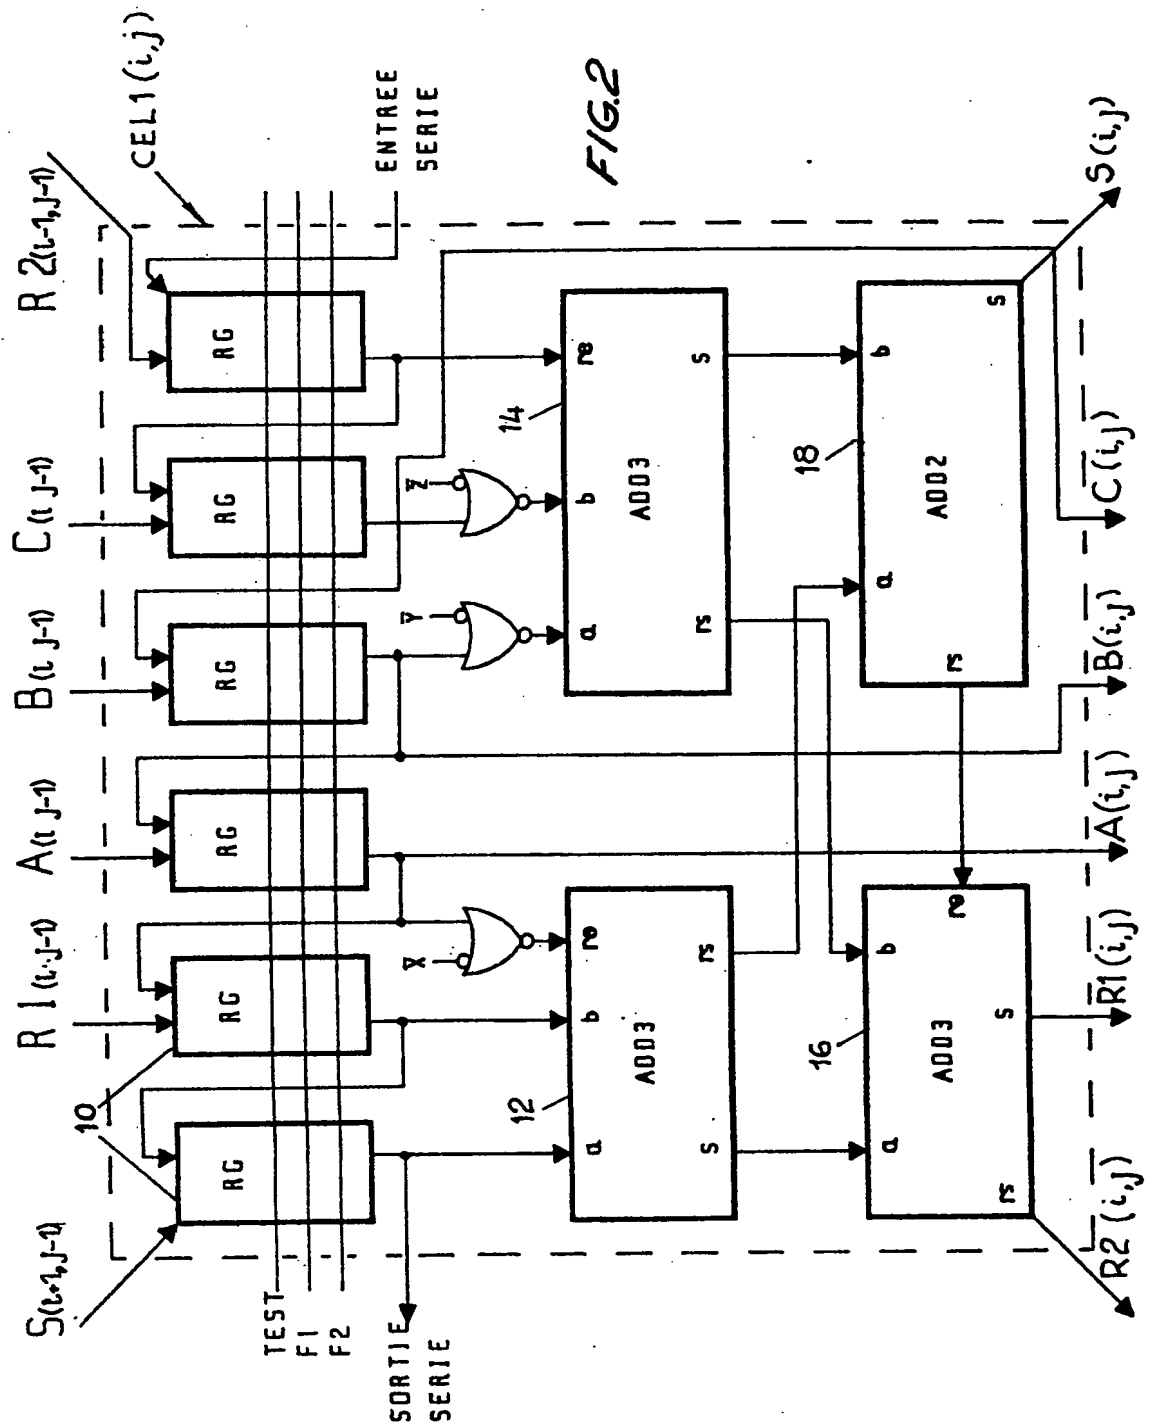 S(i+1,j-1)
R1(i,j-1)
A(i,j-1)
B(i,j-1)
C(i,j-1)
R2(i-1,j-1)
CEL1(i,j)
10
RG
RG
RG
RG
RG
RG
TEST
F1
F2
ENTREE
SERIE
SORTIE
SERIE
X̅
Y̅
Z̅
12
a
b
re
ADD3
s
rs
14
a
b
re
ADD3
rs
s
16
a
b
re
ADD3
rs
s
18
a
b
ADD2
rs
s
R2(i,j)
R1(i,j)
A(i,j)
B(i,j)
C(i,j)
S(i,j)
FIG.2